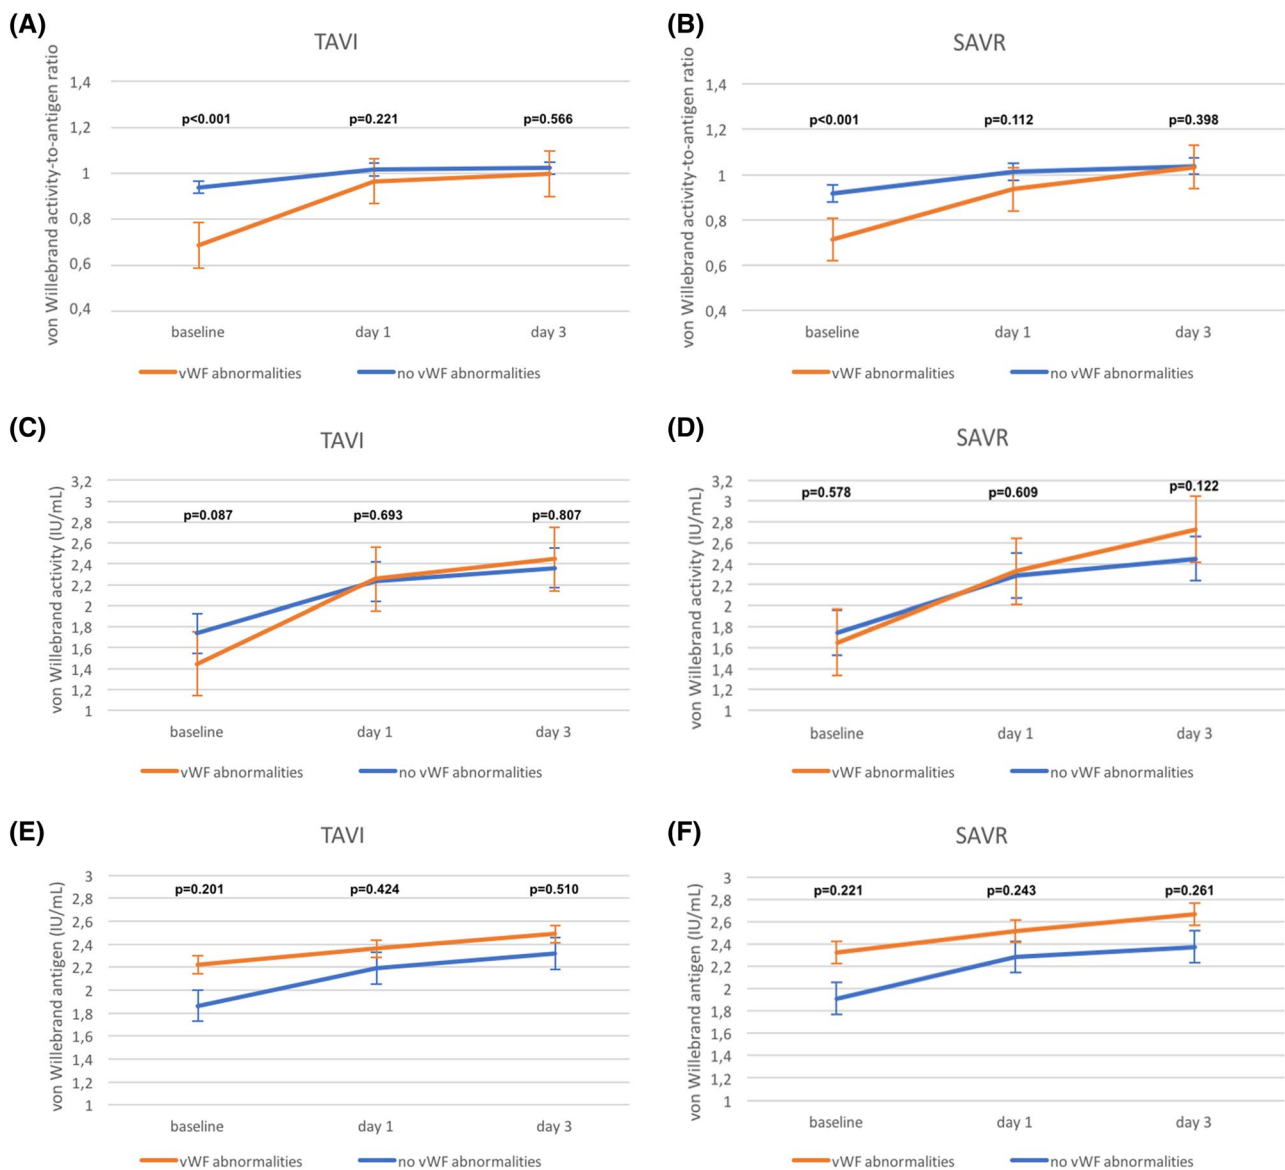 (A)
TAVI
von Willebrand activity-to-antigen ratio
1,4
1,2
1
0,8
0,6
0,4
p<0.001 p=0.221 p=0.566
baseline day 1 day 3
vWF abnormalities no vWF abnormalities
(B)
SAVR
von Willebrand activity-to-antigen ratio
1,4
1,2
1
0,8
0,6
0,4
p<0.001 p=0.112 p=0.398
baseline day 1 day 3
vWF abnormalities no vWF abnormalities
(C)
TAVI
von Willebrand activity (IU/mL)
3,2
3
2,8
2,6
2,4
2,2
2
1,8
1,6
1,4
1,2
1
p=0.087 p=0.693 p=0.807
baseline day 1 day 3
vWF abnormalities no vWF abnormalities
(D)
SAVR
von Willebrand activity (IU/mL)
3,2
3
2,8
2,6
2,4
2,2
2
1,8
1,6
1,4
1,2
1
p=0.578 p=0.609 p=0.122
baseline day 1 day 3
vWF abnormalities no vWF abnormalities
(E)
TAVI
von Willebrand antigen (IU/mL)
3
2,8
2,6
2,4
2,2
2
1,8
1,6
1,4
1,2
1
p=0.201 p=0.424 p=0.510
baseline day 1 day 3
vWF abnormalities no vWF abnormalities
(F)
SAVR
von Willebrand antigen (IU/mL)
3
2,8
2,6
2,4
2,2
2
1,8
1,6
1,4
1,2
1
p=0.221 p=0.243 p=0.261
baseline day 1 day 3
vWF abnormalities no vWF abnormalities